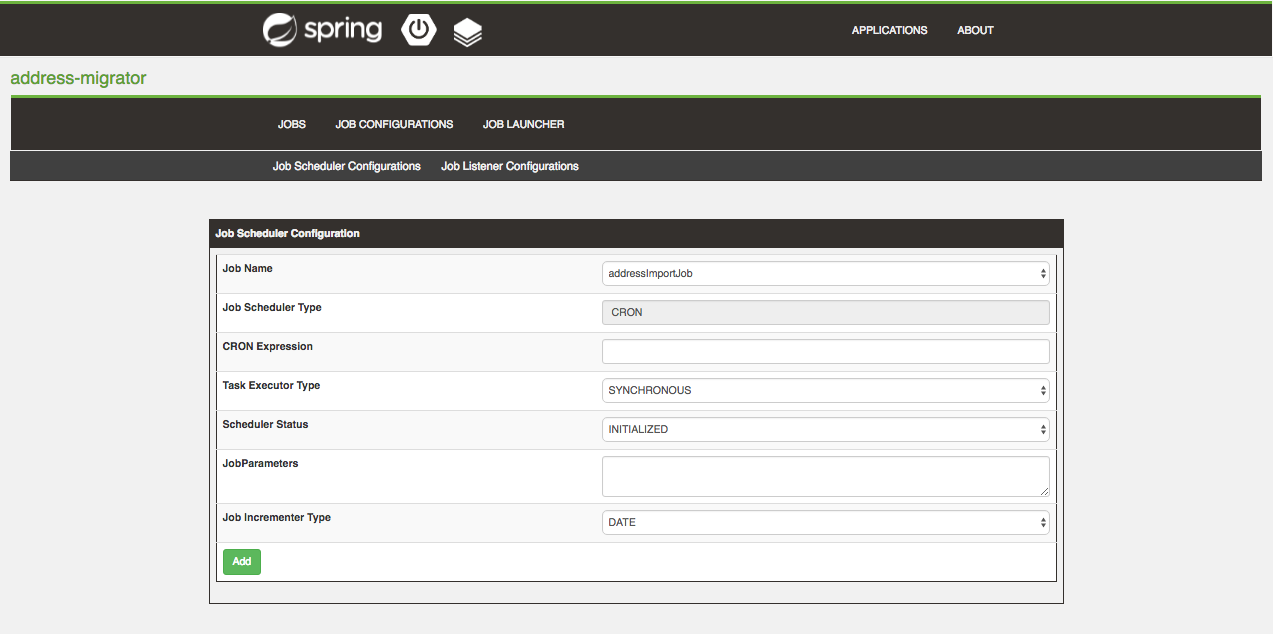 spring
APPLICATIONS ABOUT
address-migrator
JOBS JOB CONFIGURATIONS JOB LAUNCHER
Job Scheduler Configurations Job Listener Configurations
Job Scheduler Configuration
Job Name addressImportJob
Job Scheduler Type CRON
CRON Expression
Task Executor Type SYNCHRONOUS
Scheduler Status INITIALIZED
JobParameters
Job Incrementer Type DATE
Add